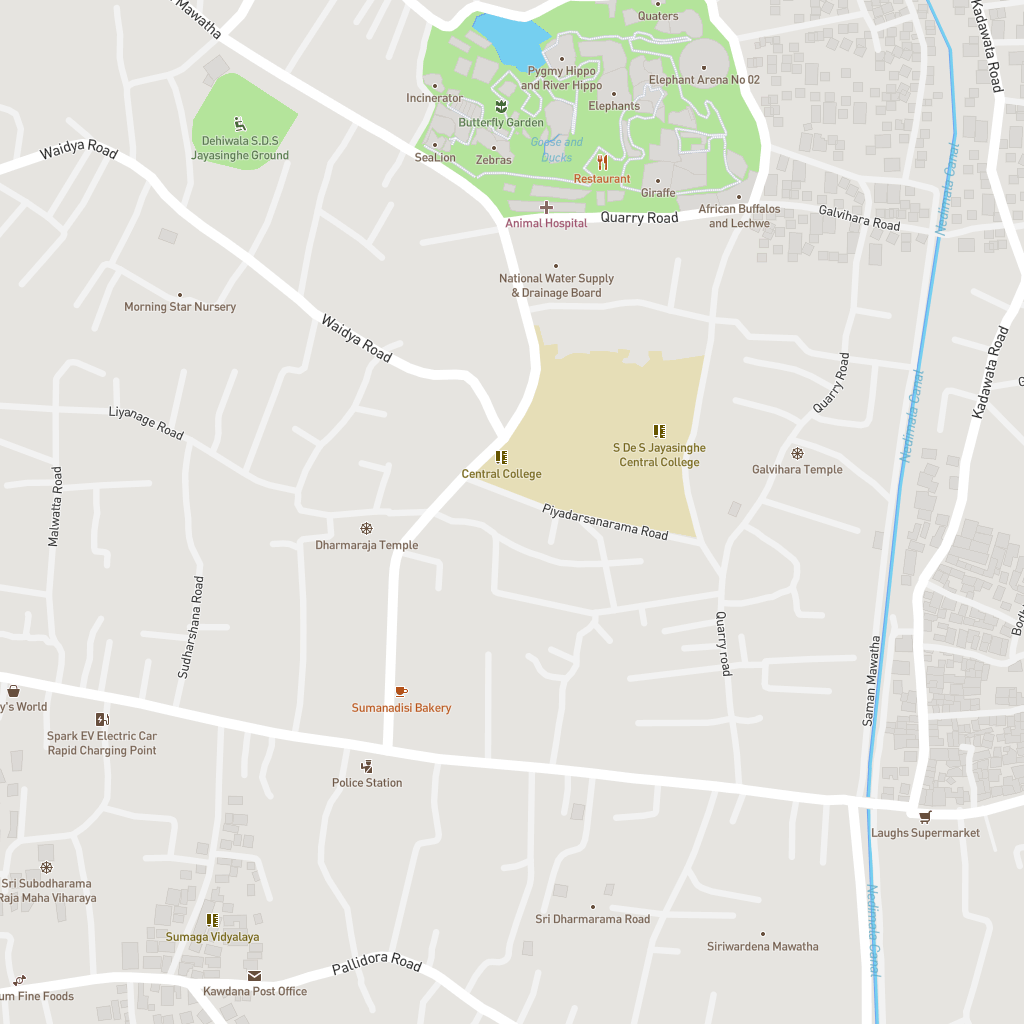 Mawatha
Quaters
Kadawata Road
Pygmy Hippo
and River Hippo
Elephant Arena No 02
Incinerator
Elephants
Butterfly Garden
Dehiwala S.D.S
Jayasinghe Ground
Waidya Road
SeaLion
Zebras
Goose and
Ducks
Restaurant
Giraffe
Nedimala Canal
Animal Hospital
Quarry Road
African Buffalos
and Lechwe
Galvihara Road
National Water Supply
& Drainage Board
Morning Star Nursery
Waidya Road
Quarry Road
Kadawata Road
G
Liyanage Road
Nedimala Canal
Central College
S De S Jayasinghe
Central College
Galvihara Temple
Malwatta Road
Piyadarsanarama Road
Dharmaraja Temple
Sudharshana Road
Quarry road
Bodh
Saman Mawatha
y's World
Sumanadisi Bakery
Spark EV Electric Car
Rapid Charging Point
Police Station
Laughs Supermarket
Sri Subodharama
Raja Maha Viharaya
Sumaga Vidyalaya
Sri Dharmarama Road
Siriwardena Mawatha
Nedimala Canal
Pallidora Road
um Fine Foods
Kawdana Post Office